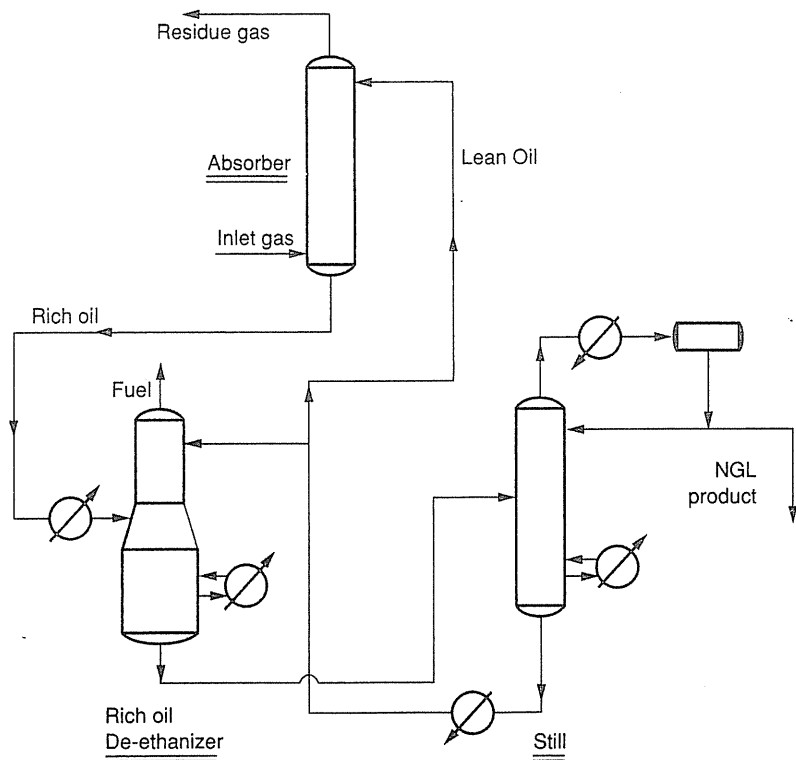 Residue gas
Absorber
Lean Oil
Inlet gas
Rich oil
Fuel
NGL
product
Rich oil
De-ethanizer
Still